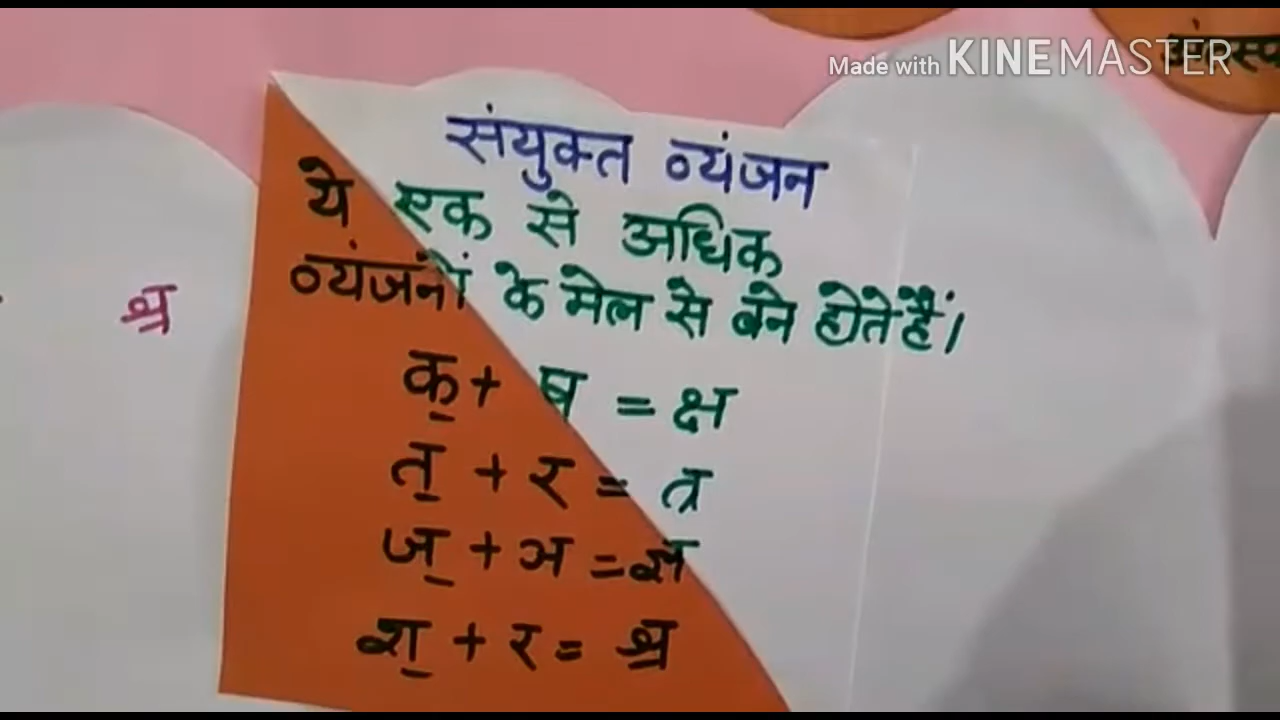 Made with KINEMASTER
संयुक्त व्यंजन
ये एक से अधिक
व्यंजनों के मेल से बने होते हैं।
श्र
क् + ष = क्ष
त् + र = त्र
ज् + ञ = ज्ञ
श् + र = श्र